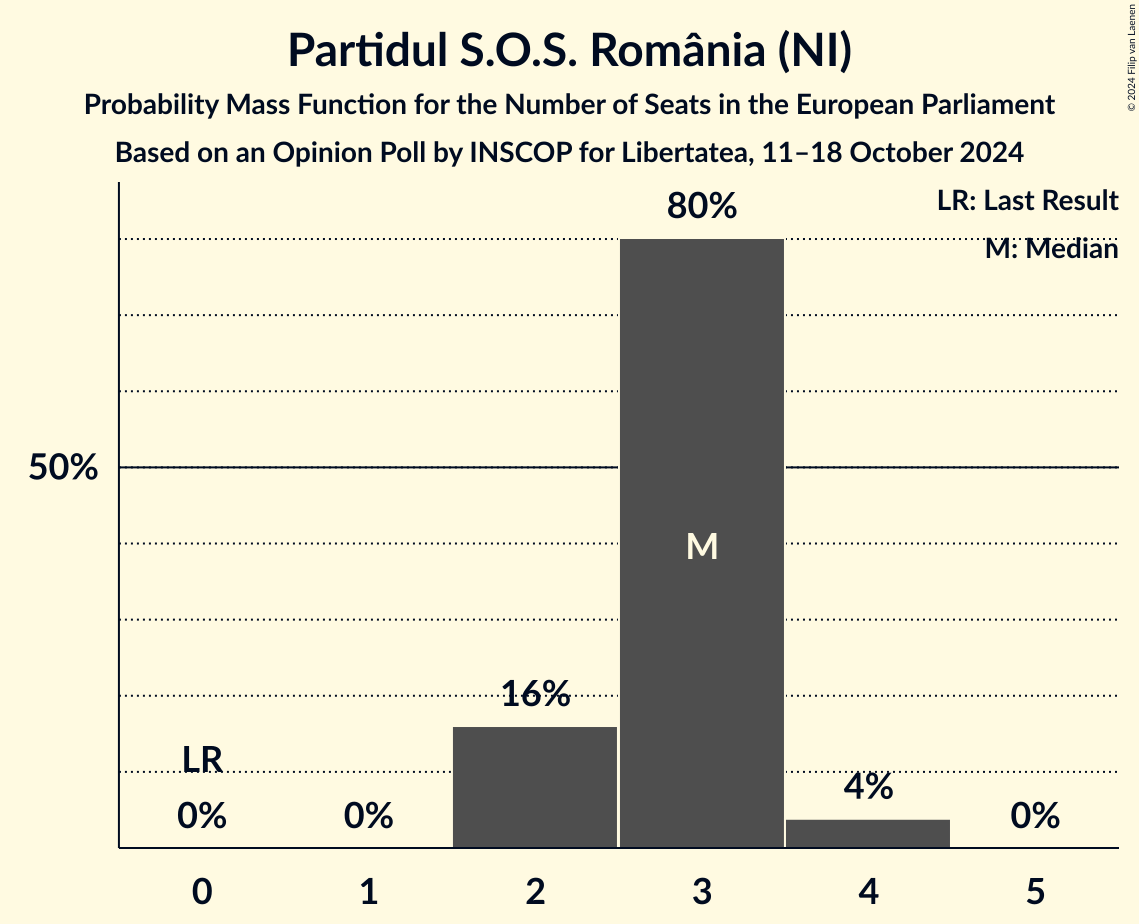 Partidul S.O.S. România (NI)
Probability Mass Function for the Number of Seats in the European Parliament
Based on an Opinion Poll by INSCOP for Libertatea, 11–18 October 2024
© 2024 Filip van Laenen
LR: Last Result
M: Median
80%
50%
M
16%
LR
4%
0%
0%
0%
0 1 2 3 4 5